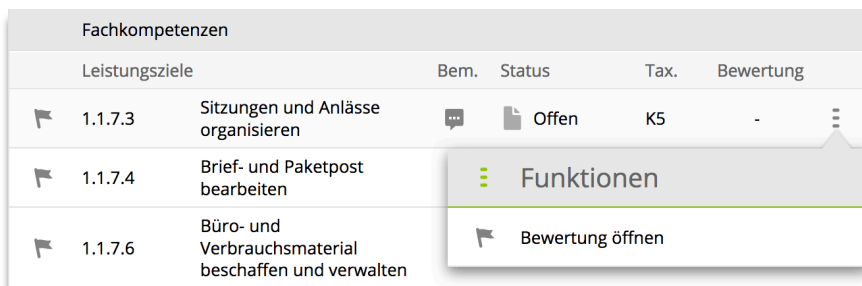 Fachkompetenzen
Leistungsziele Bem. Status Tax. Bewertung
1.1.7.3 Sitzungen und Anlässe organisieren Offen K5 -
1.1.7.4 Brief- und Paketpost bearbeiten
Funktionen
Bewertung öffnen
1.1.7.6 Büro- und Verbrauchsmaterial beschaffen und verwalten